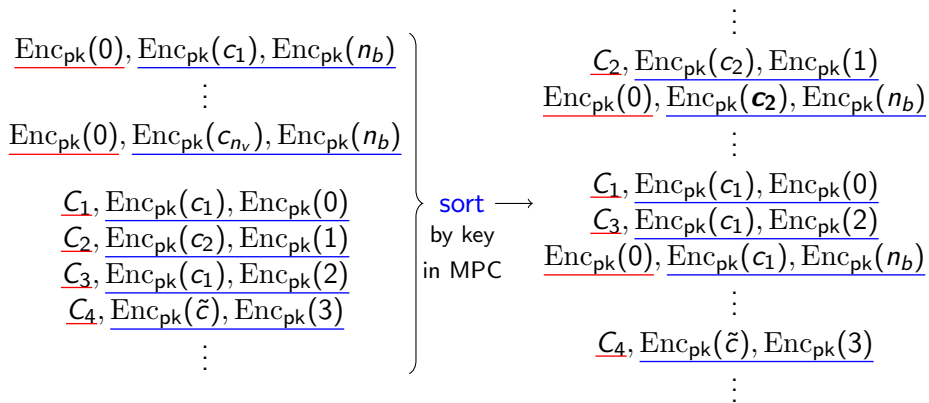 Enc_pk(0), Enc_pk(c_1), Enc_pk(n_b)
⋮
Enc_pk(0), Enc_pk(c_{n_v}), Enc_pk(n_b)
C_1, Enc_pk(c_1), Enc_pk(0)
C_2, Enc_pk(c_2), Enc_pk(1)
C_3, Enc_pk(c_1), Enc_pk(2)
C_4, Enc_pk(c̃), Enc_pk(3)
⋮
sort
by key
in MPC
⋮
C_2, Enc_pk(c_2), Enc_pk(1)
Enc_pk(0), Enc_pk(c_2), Enc_pk(n_b)
⋮
C_1, Enc_pk(c_1), Enc_pk(0)
C_3, Enc_pk(c_1), Enc_pk(2)
Enc_pk(0), Enc_pk(c_1), Enc_pk(n_b)
⋮
C_4, Enc_pk(c̃), Enc_pk(3)
⋮